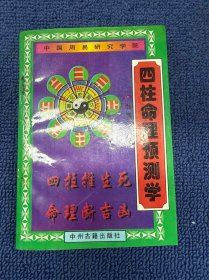 中国周易研究学院
四柱命理预测学
四柱推生死
命理断吉凶
中州古籍出版社